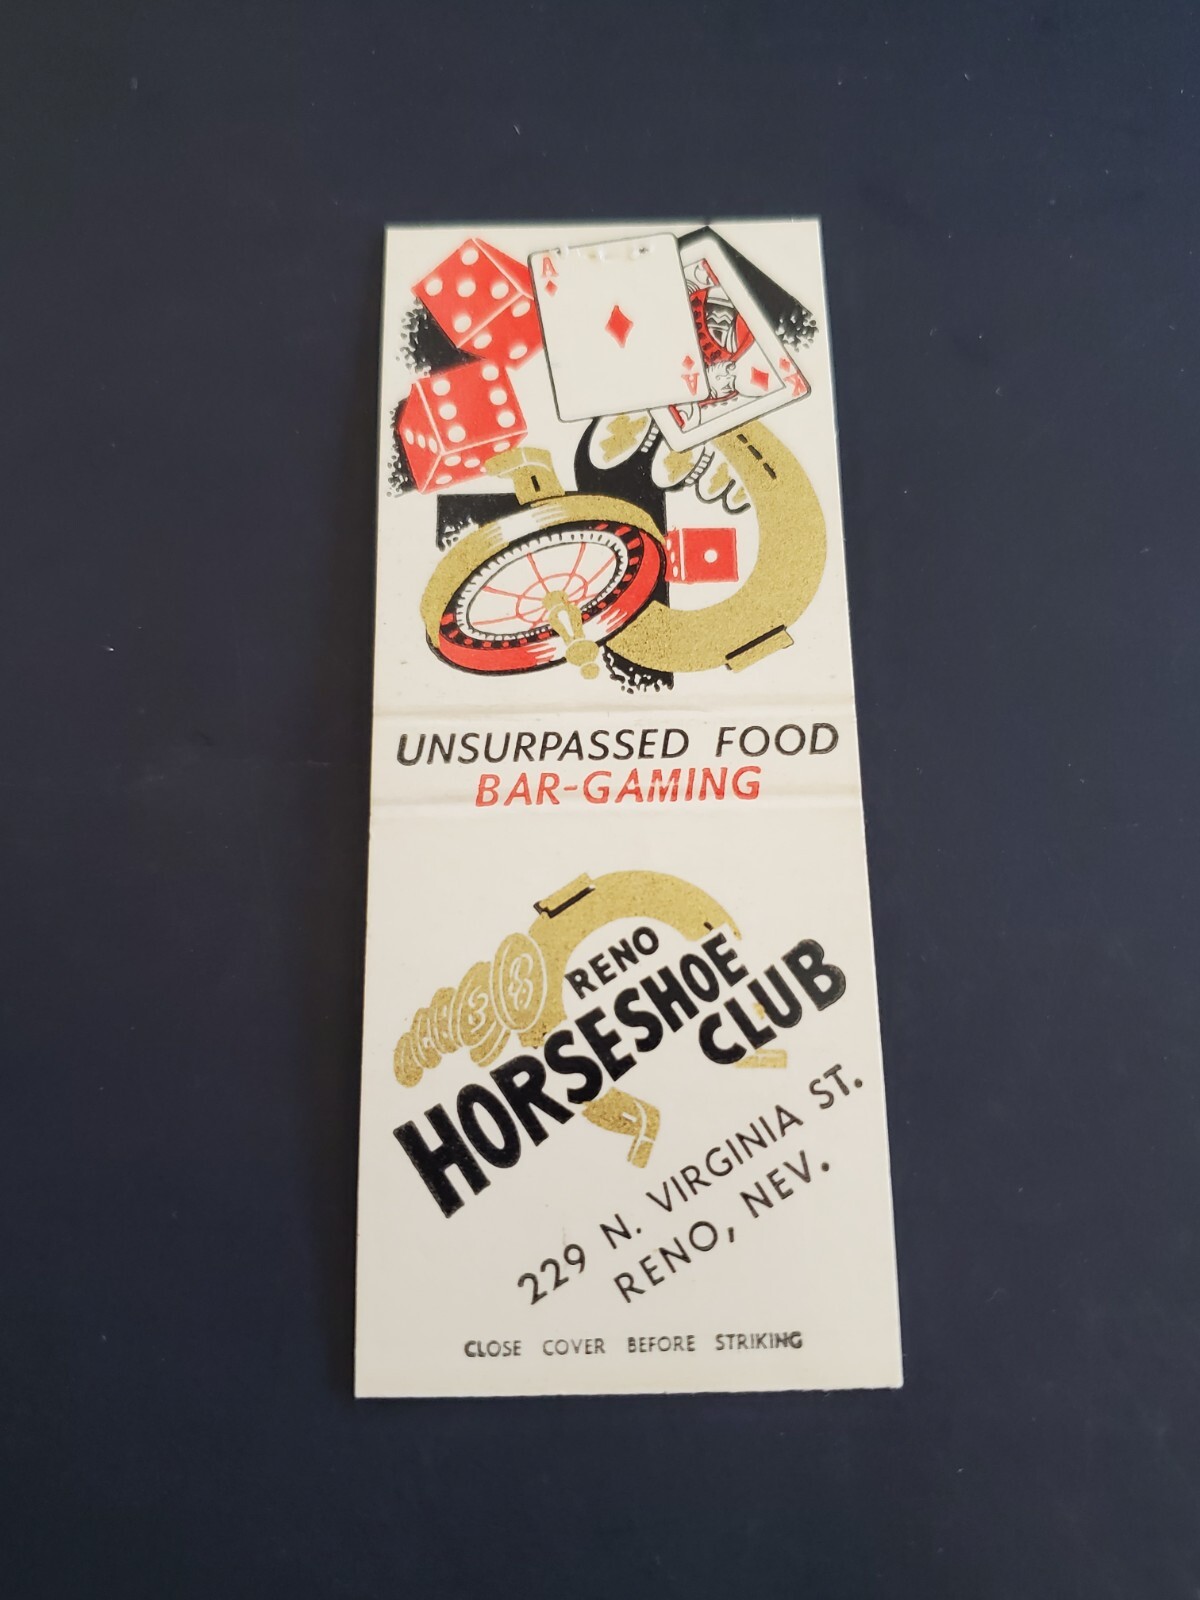 A
A
K
UNSURPASSED FOOD
BAR-GAMING
RENO
HORSESHOE
CLUB
229 N. VIRGINIA ST.
RENO, NEV.
CLOSE COVER BEFORE STRIKING